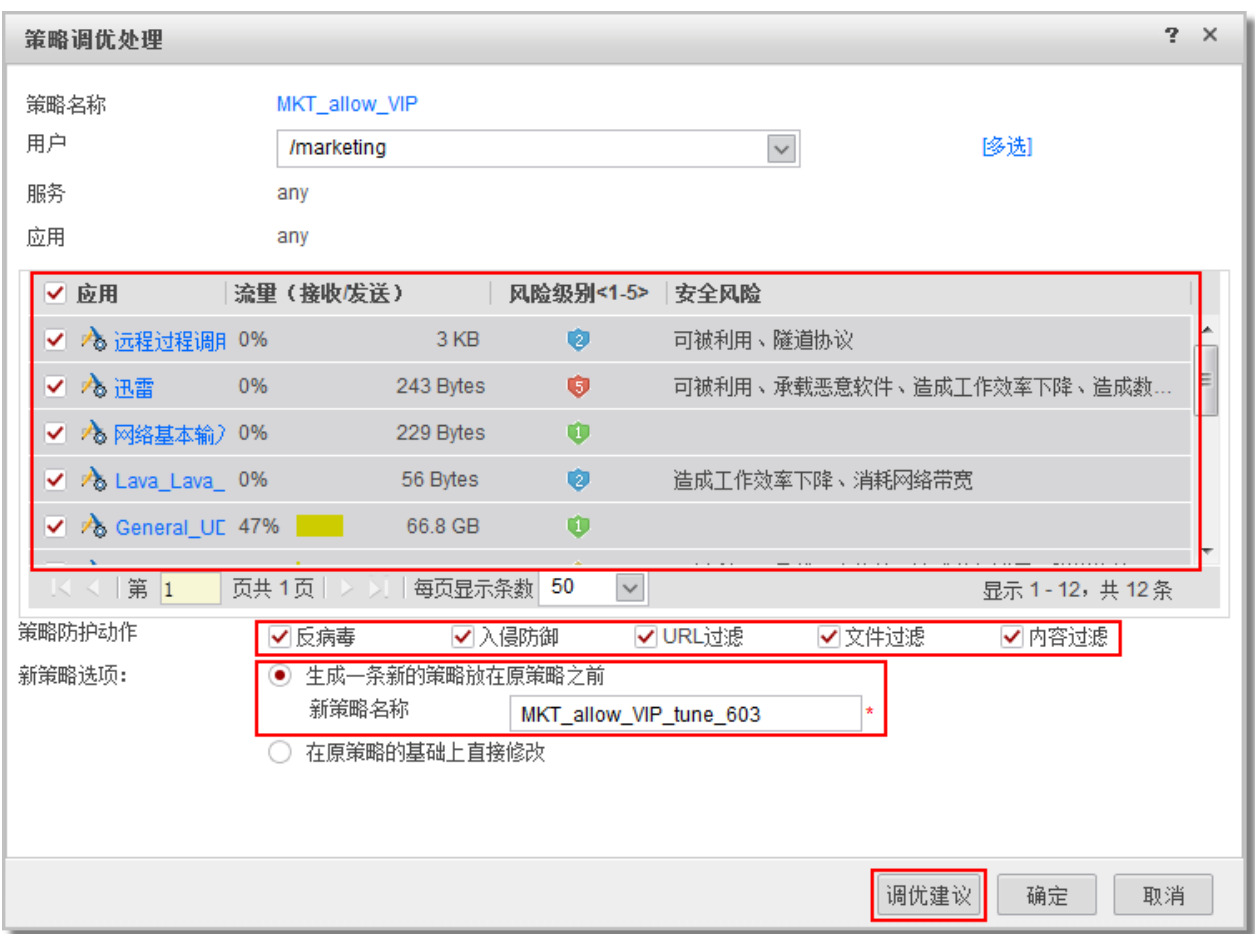 策略调优处理 ? ×
策略名称 MKT_allow_VIP
用户 /marketing [多选]
服务 any
应用 any
应用 流量（接收/发送） 风险级别<1-5> 安全风险
远程过程调用 0% 3 KB 2 可被利用、隧道协议
迅雷 0% 243 Bytes 5 可被利用、承载恶意软件、造成工作效率下降、造成数...
网络基本输入 0% 229 Bytes 1
Lava_Lava_ 0% 56 Bytes 2 造成工作效率下降、消耗网络带宽
General_UD 47% 66.8 GB 1
第 1 页共 1 页 每页显示条数 50 显示 1 - 12，共 12 条
策略防护动作 反病毒 入侵防御 URL过滤 文件过滤 内容过滤
新策略选项: 生成一条新的策略放在原策略之前
新策略名称 MKT_allow_VIP_tune_603 *
在原策略的基础上直接修改
调优建议 确定 取消